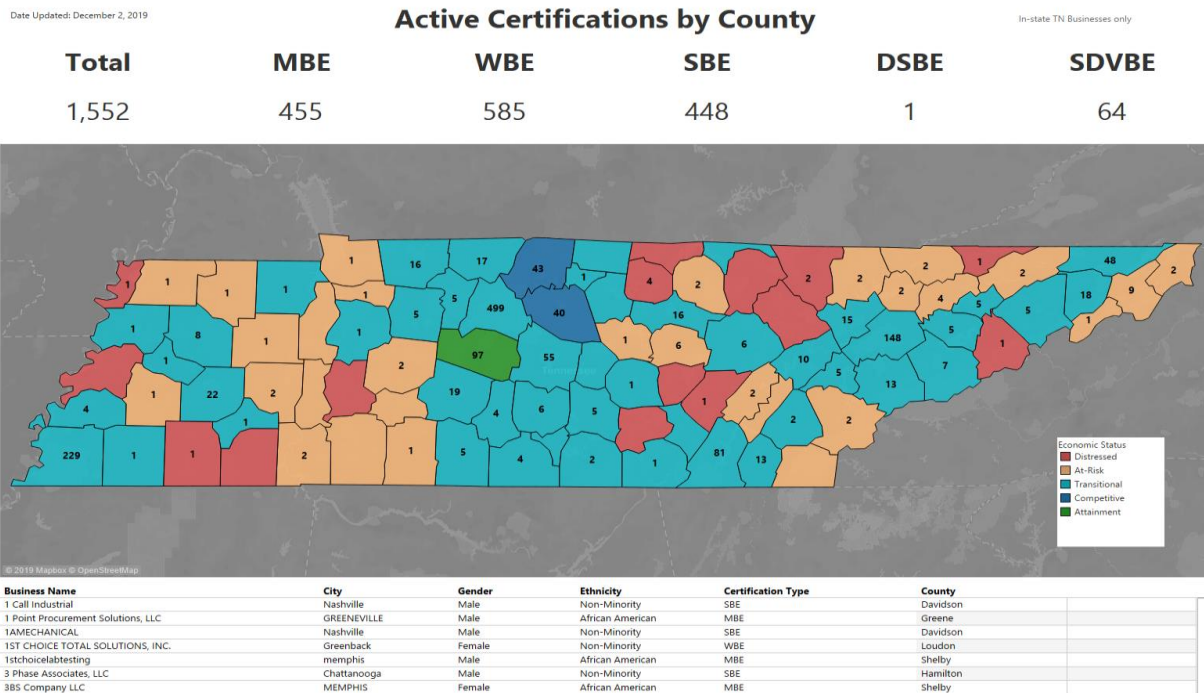 Date Updated: December 2, 2019
Active Certifications by County
In-state TN Businesses only
Total MBE WBE SBE DSBE SDVBE
1,552 455 585 448 1 64
1 16 17 43 48
1 1 1 1 1 5 499 1 40 4 2 2 2 2 1 2 2 4 5 18 9 2
1 8 1 1 5 16 15 148 5 5 1
1 2 97 55 1 6 6 10 5 13 7 1
4 1 22 2 1 19 4 6 5 1 1 2 2 2
229 1 1 2 1 5 4 2 1 81 13
Tennessee
Economic Status
Distressed
At-Risk
Transitional
Competitive
Attainment
© 2019 Mapbox © OpenStreetMap
Business Name City Gender Ethnicity Certification Type County
1 Call Industrial Nashville Male Non-Minority SBE Davidson
1 Point Procurement Solutions, LLC GREENEVILLE Male African American MBE Greene
1AMECHANICAL Nashville Male Non-Minority SBE Davidson
1ST CHOICE TOTAL SOLUTIONS, INC. Greenback Female Non-Minority WBE Loudon
1stchoicelabtesting memphis Male African American MBE Shelby
3 Phase Associates, LLC Chattanooga Male Non-Minority SBE Hamilton
3BS Company LLC MEMPHIS Female African American MBE Shelby